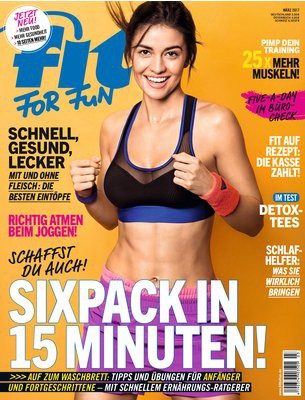 JETZT
NEU!
> MEHR FOOD
> MEHR GESUNDHEIT
> 10 SEITEN MEHR!
fit
FOR FUN
MÄRZ 2017
PIMP DEIN
TRAINING
25x MEHR
MUSKELN!
FIVE-A-DAY
IM BÜRO-
CHECK
SCHNELL,
GESUND,
LECKER
MIT UND OHNE
FLEISCH: DIE
BESTEN EINTÖPFE
FIT AUF
REZEPT:
DIE KASSE
ZAHLT!
RICHTIG ATMEN
BEIM JOGGEN!
IM TEST
DETOX-
TEES
SCHLAF-
HELFER:
WAS SIE
WIRKLICH
BRINGEN
SCHAFFST
DU AUCH!
SIXPACK IN
15 MINUTEN!
>>> AUF ZUM WASCHBRETT: TIPPS UND ÜBUNGEN FÜR ANFÄNGER
UND FORTGESCHRITTENE – MIT SCHNELLEM ERNÄHRUNGS-RATGEBER